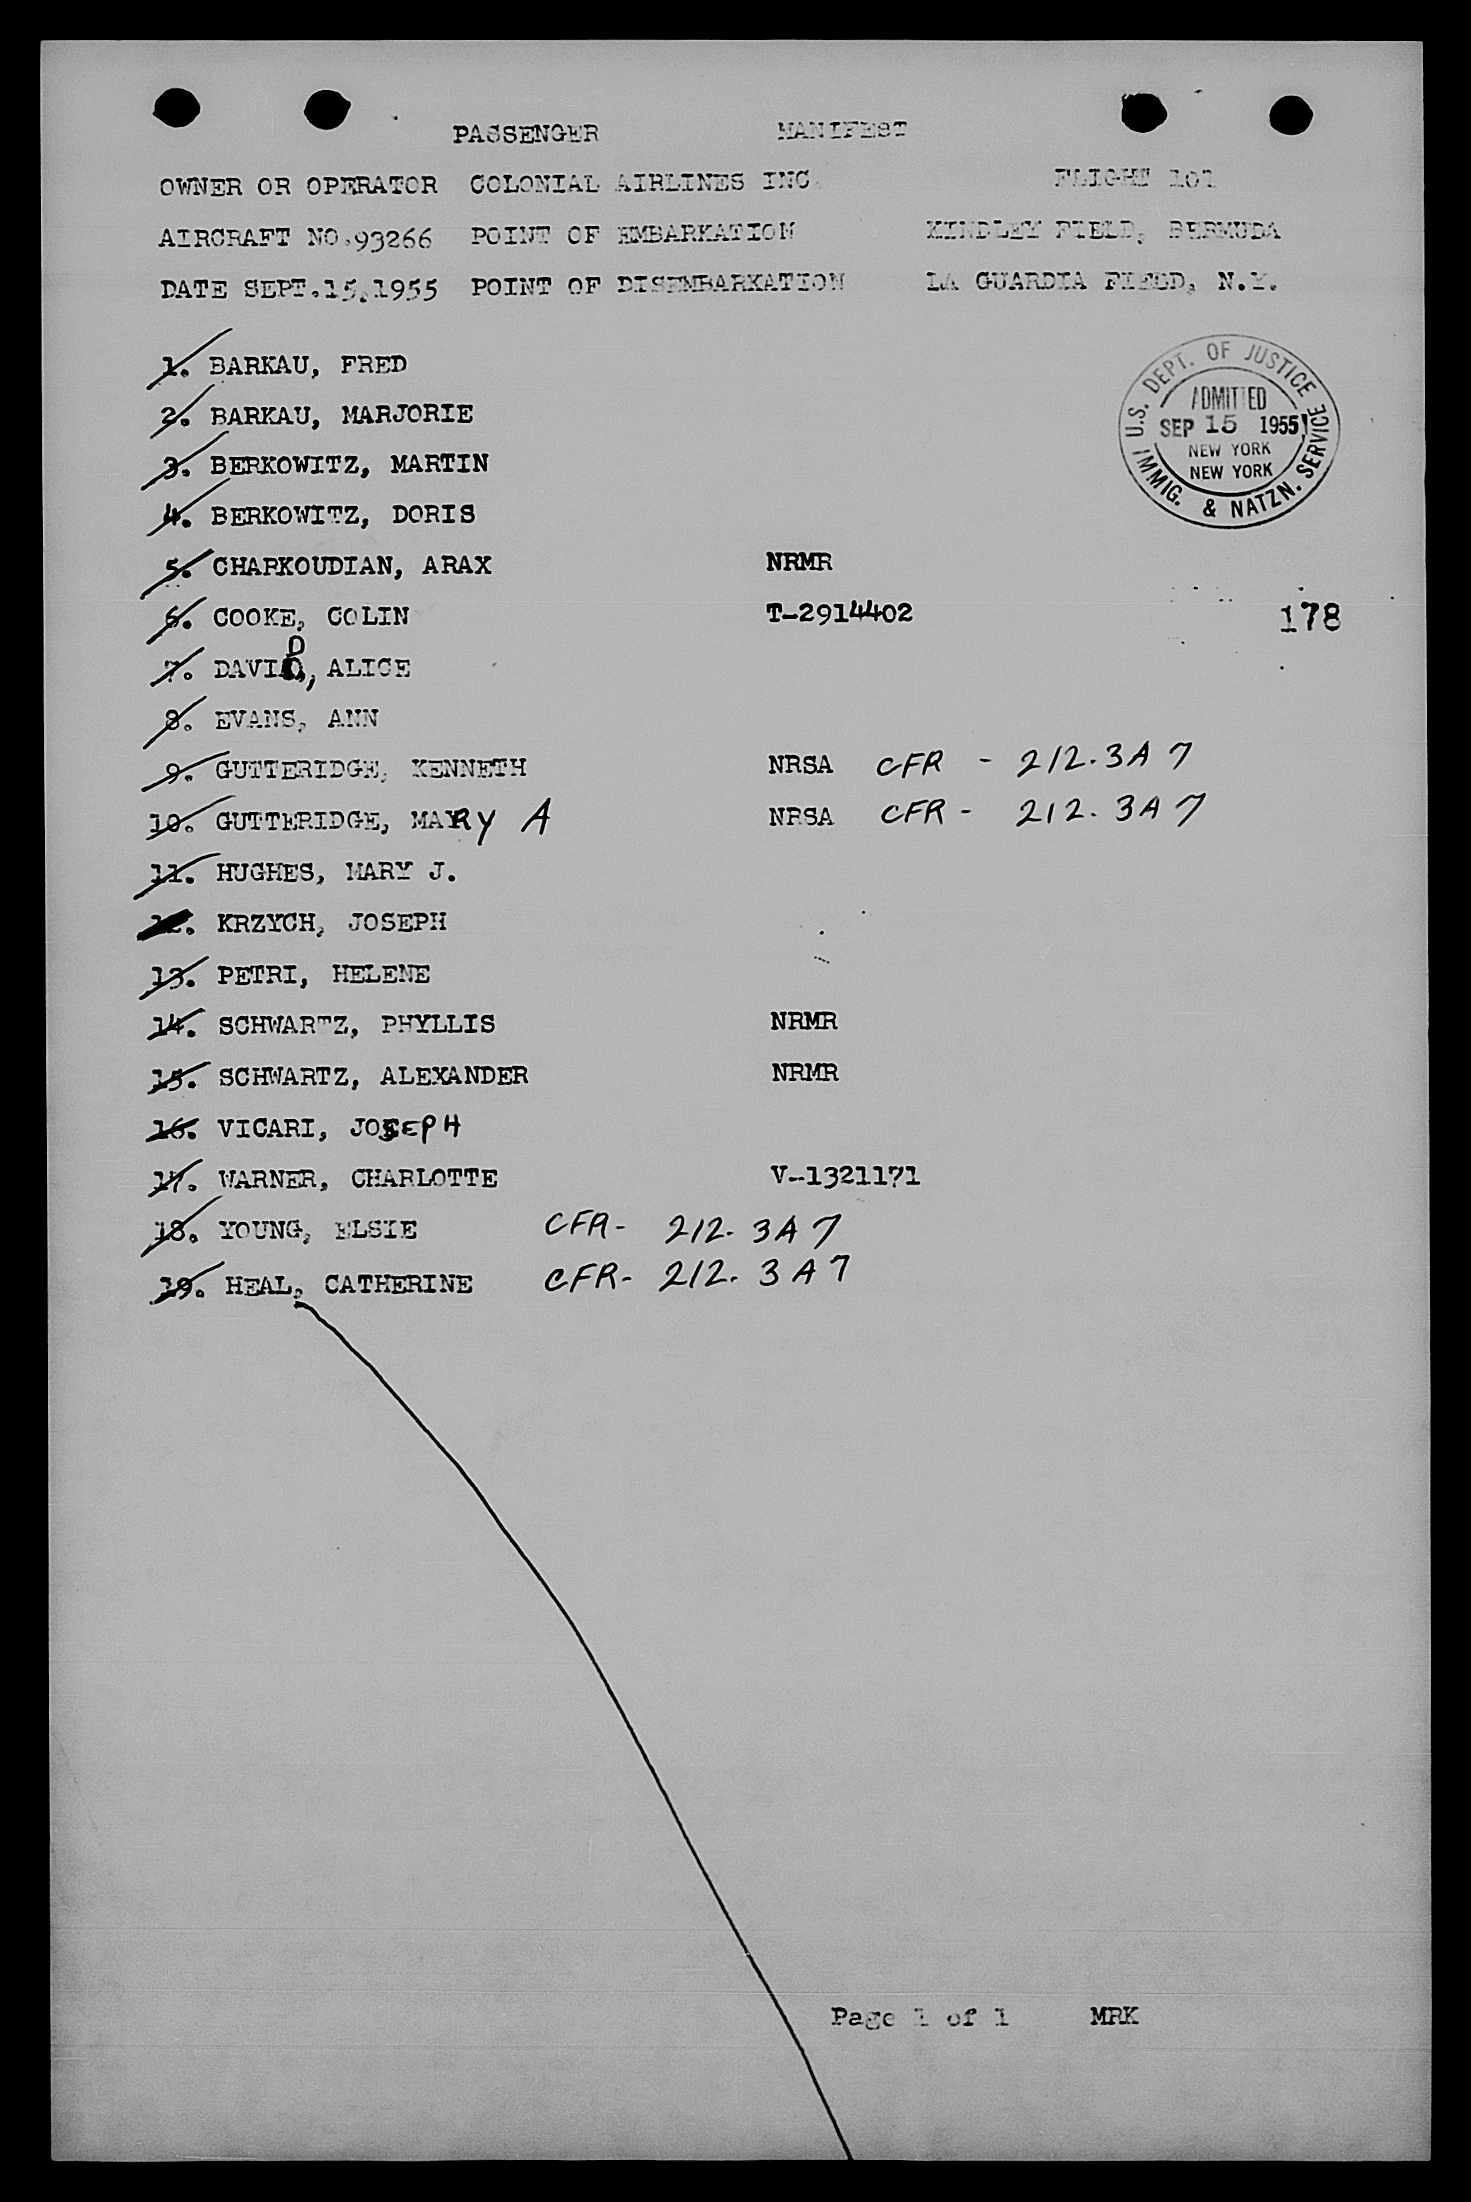 PASSENGER MANIFEST
OWNER OR OPERATOR COLONIAL AIRLINES INC. FLIGHT 101
AIRCRAFT NO.93266 POINT OF EMBARKATION KINDLEY FIELD, BERMUDA
DATE SEPT.15,1955 POINT OF DISEMBARKATION LA GUARDIA FIELD, N.Y.
1. BARKAU, FRED
U.S. DEPT. OF JUSTICE
ADMITTED
SEP 15 1955
NEW YORK
NEW YORK
IMMIG. & NATZN. SERVICE
2. BARKAU, MARJORIE
3. BERKOWITZ, MARTIN
4. BERKOWITZ, DORIS
5. CHARKOUDIAN, ARAX NRMR
6. COOKE, COLIN T-2914402 178
7. DAVID, ALICE
8. EVANS, ANN
9. GUTTERIDGE, KENNETH NRSA CFR - 212.3A7
10. GUTTERIDGE, MARY A NRSA CFR - 212.3A7
11. HUGHES, MARY J.
12. KRZYCH, JOSEPH
13. PETRI, HELENE
14. SCHWARTZ, PHYLLIS NRMR
15. SCHWARTZ, ALEXANDER NRMR
16. VICARI, JOSEPH
17. WARNER, CHARLOTTE V-1321171
18. YOUNG, ELSIE CFR- 212.3A7
19. HEAL, CATHERINE CFR- 212.3A7
Page 1 of 1 MRK